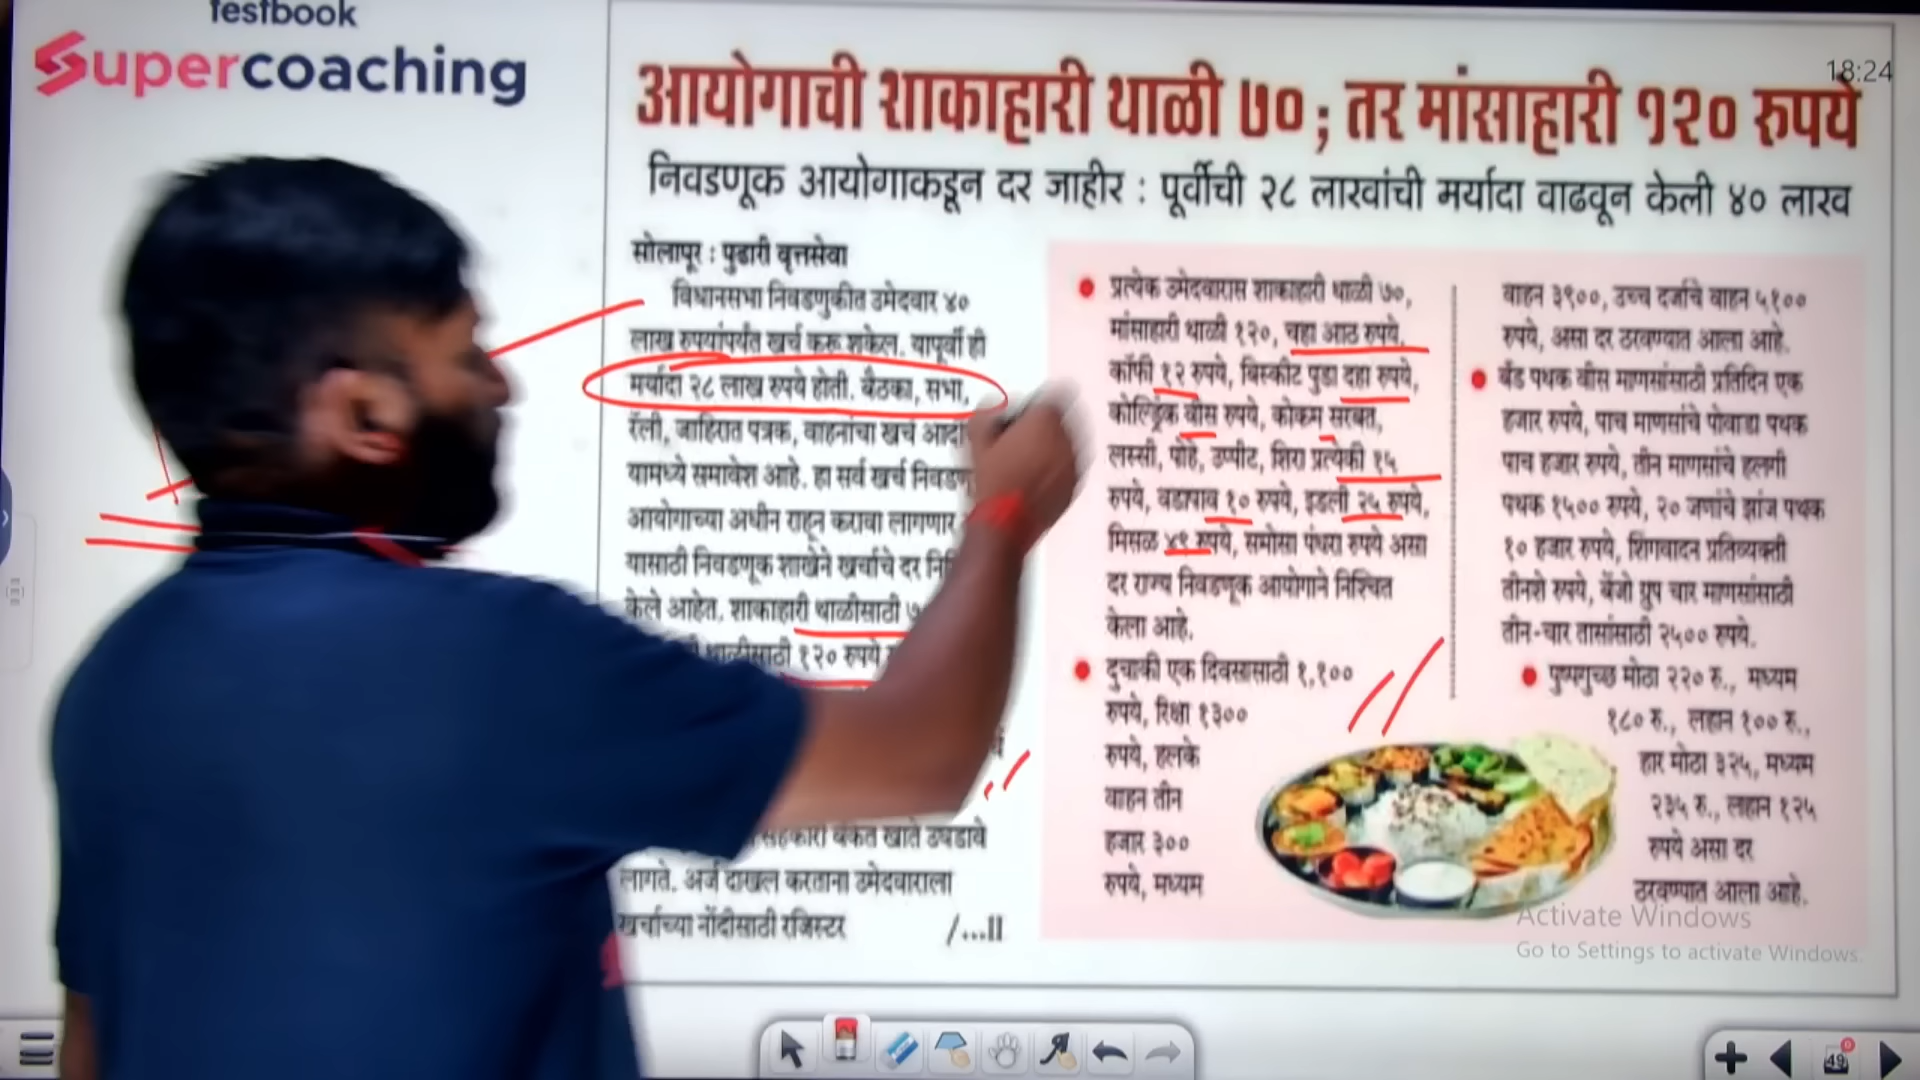 testbook
Supercoaching
18:24
आयोगाची शाकाहारी थाळी ७०; तर मांसाहारी १२० रुपये
निवडणूक आयोगाकडून दर जाहीर : पूर्वीची २८ लाखांची मर्यादा वाढवून केली ४० लाख
सोलापूर : पुढारी वृत्तसेवा
विधानसभा निवडणुकीत उमेदवार ४०
लाख रुपयांपर्यंत खर्च करू शकेल. यापूर्वी ही
मर्यादा २८ लाख रुपये होती. बैठका, सभा,
रॅली, जाहिरात पत्रक, वाहनांचा खर्च
यामध्ये समावेश आहे. हा सर्व खर्च
आयोगाच्या अधीन राहून करावा लागणार
यासाठी निवडणूक शाखेने खर्चाचे दर
केले आहेत. शाकाहारी थाळीसाठी
थाळीसाठी १२० रुपये
सहकारी बँकेत खाते उघडावे
लागते. अर्ज दाखल करताना उमेदवाराला
खर्चाच्या नोंदीसाठी रजिस्टर /...॥
प्रत्येक उमेदवारास शाकाहारी थाळी ७०,
मांसाहारी थाळी १२०, चहा आठ रुपये,
कॉफी १२ रुपये, बिस्कीट पुडा दहा रुपये,
कोल्ड्रिंक वीस रुपये, कोकम सरबत,
लस्सी, पोहे, उप्पीट, शिरा प्रत्येकी १५
रुपये, वडापाव १० रुपये, इडली २५ रुपये,
मिसळ ४९ रुपये, समोसा पंधरा रुपये असा
दर राज्य निवडणूक आयोगाने निश्चित
केला आहे.
दुचाकी एक दिवसासाठी १,१००
रुपये, रिक्षा १३००
रुपये, हलके
वाहन तीन
हजार ३००
रुपये, मध्यम
वाहन ३९००, उच्च दर्जाचे वाहन ५१००
रुपये, असा दर ठरवण्यात आला आहे.
बँड पथक वीस माणसांसाठी प्रतिदिन एक
हजार रुपये, पाच माणसांचे पोवाडा पथक
पाच हजार रुपये, तीन माणसांचे हलगी
पथक १५०० रुपये, २० जणांचे झांज पथक
१० हजार रुपये, शिंगवादन प्रतिव्यक्ती
तीनशे रुपये, बेंजो ग्रुप चार माणसांसाठी
तीन-चार तासांसाठी २५०० रुपये.
पुष्पगुच्छ मोठा २२० रु., मध्यम
१८० रु., लहान १०० रु.,
हार मोठा ३२५, मध्यम
२३५ रु., लहान १२५
रुपये असा दर
ठरवण्यात आला आहे.
Activate Windows
Go to Settings to activate Windows.
49